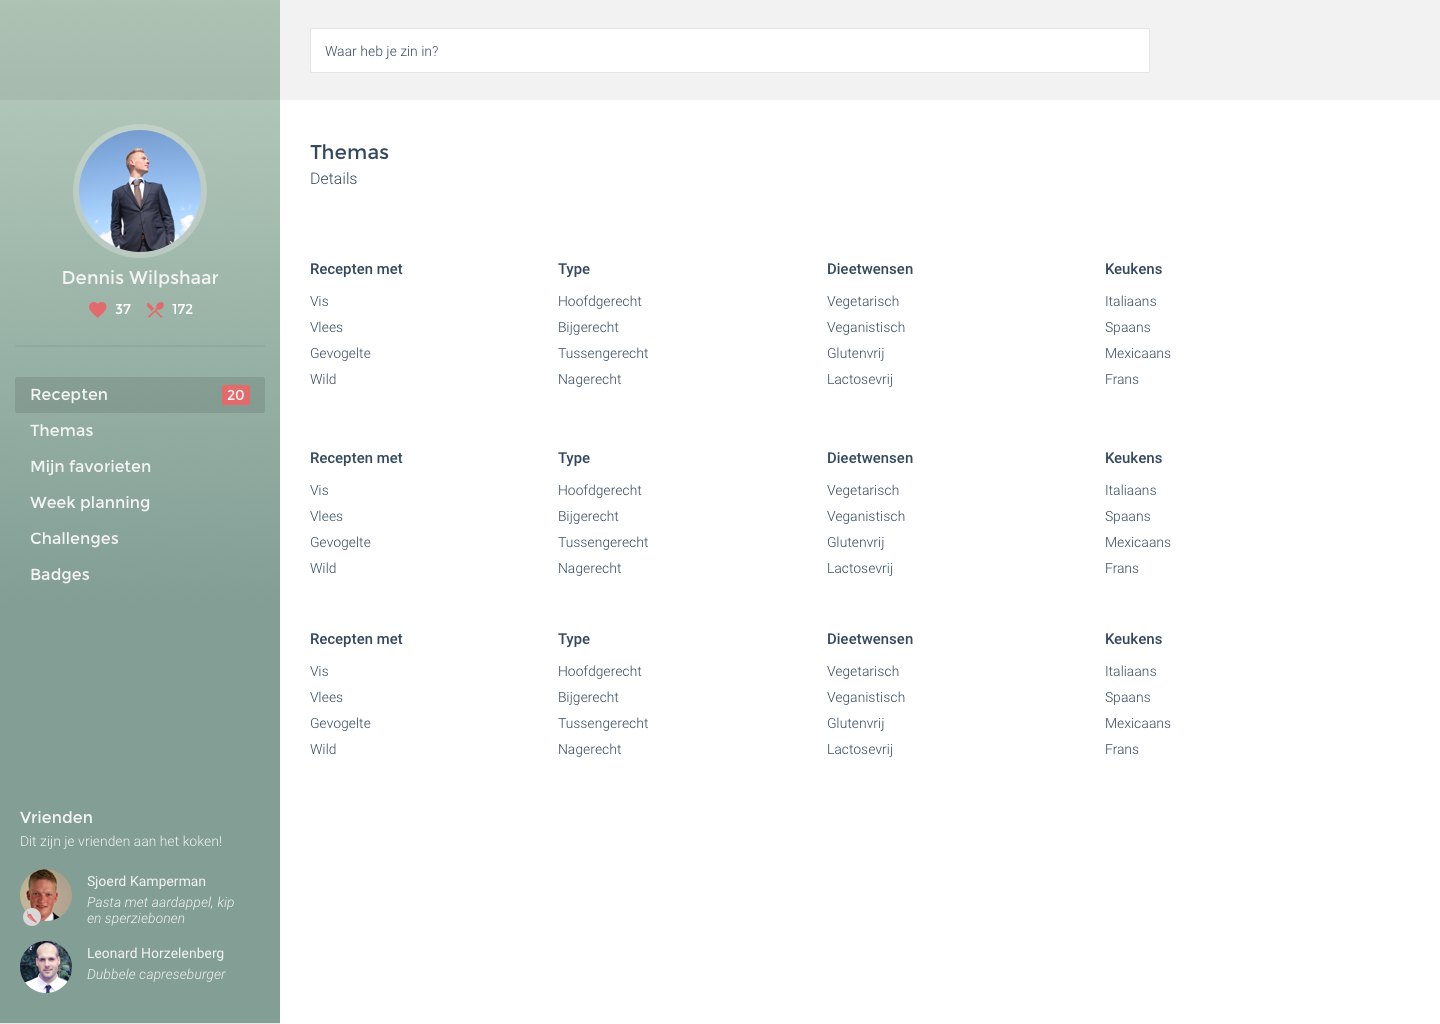 Waar heb je zin in?
Dennis Wilpshaar
37 172
Recepten 20
Themas
Mijn favorieten
Week planning
Challenges
Badges
Vrienden
Dit zijn je vrienden aan het koken!
Sjoerd Kamperman
Pasta met aardappel, kip
en sperziebonen
Leonard Horzelenberg
Dubbele capreseburger
Themas
Details
Recepten met Type Dieetwensen Keukens
Vis Hoofdgerecht Vegetarisch Italiaans
Vlees Bijgerecht Veganistisch Spaans
Gevogelte Tussengerecht Glutenvrij Mexicaans
Wild Nagerecht Lactosevrij Frans
Recepten met Type Dieetwensen Keukens
Vis Hoofdgerecht Vegetarisch Italiaans
Vlees Bijgerecht Veganistisch Spaans
Gevogelte Tussengerecht Glutenvrij Mexicaans
Wild Nagerecht Lactosevrij Frans
Recepten met Type Dieetwensen Keukens
Vis Hoofdgerecht Vegetarisch Italiaans
Vlees Bijgerecht Veganistisch Spaans
Gevogelte Tussengerecht Glutenvrij Mexicaans
Wild Nagerecht Lactosevrij Frans